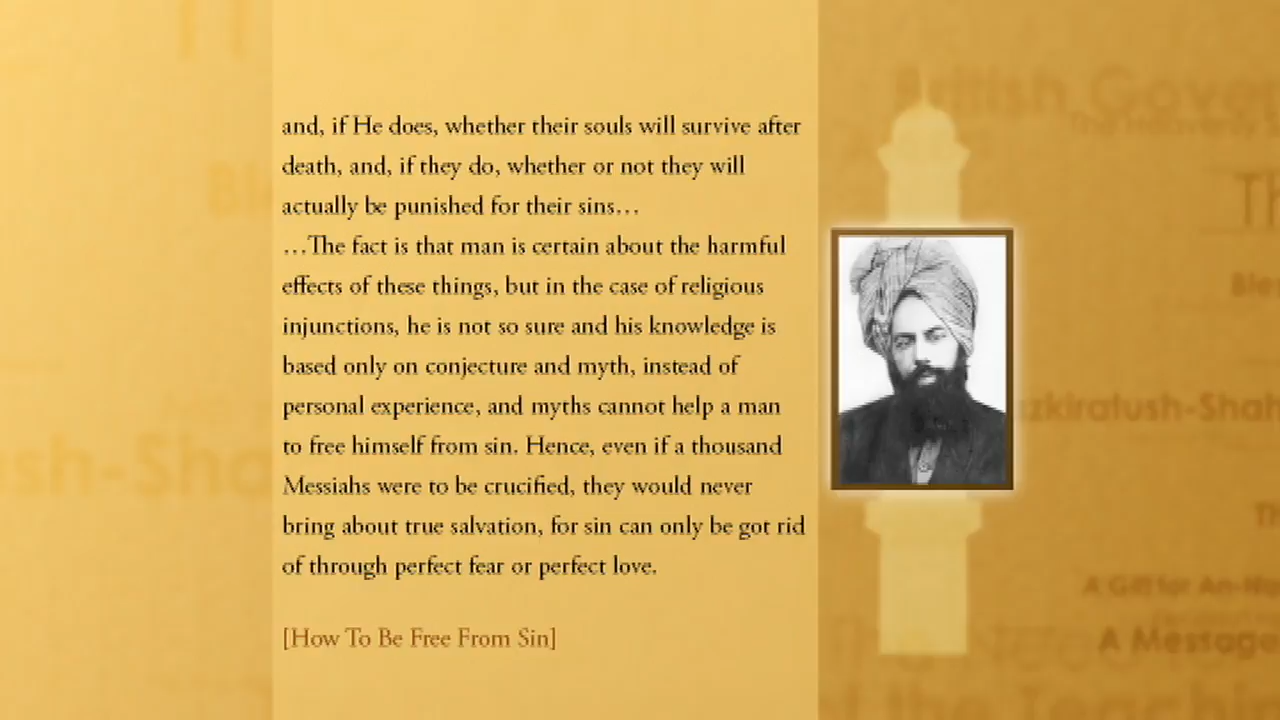 and, if He does, whether their souls will survive after
death, and, if they do, whether or not they will
actually be punished for their sins…
…The fact is that man is certain about the harmful
effects of these things, but in the case of religious
injunctions, he is not so sure and his knowledge is
based only on conjecture and myth, instead of
personal experience, and myths cannot help a man
to free himself from sin. Hence, even if a thousand
Messiahs were to be crucified, they would never
bring about true salvation, for sin can only be got rid
of through perfect fear or perfect love.
[How To Be Free From Sin]
British
A Message